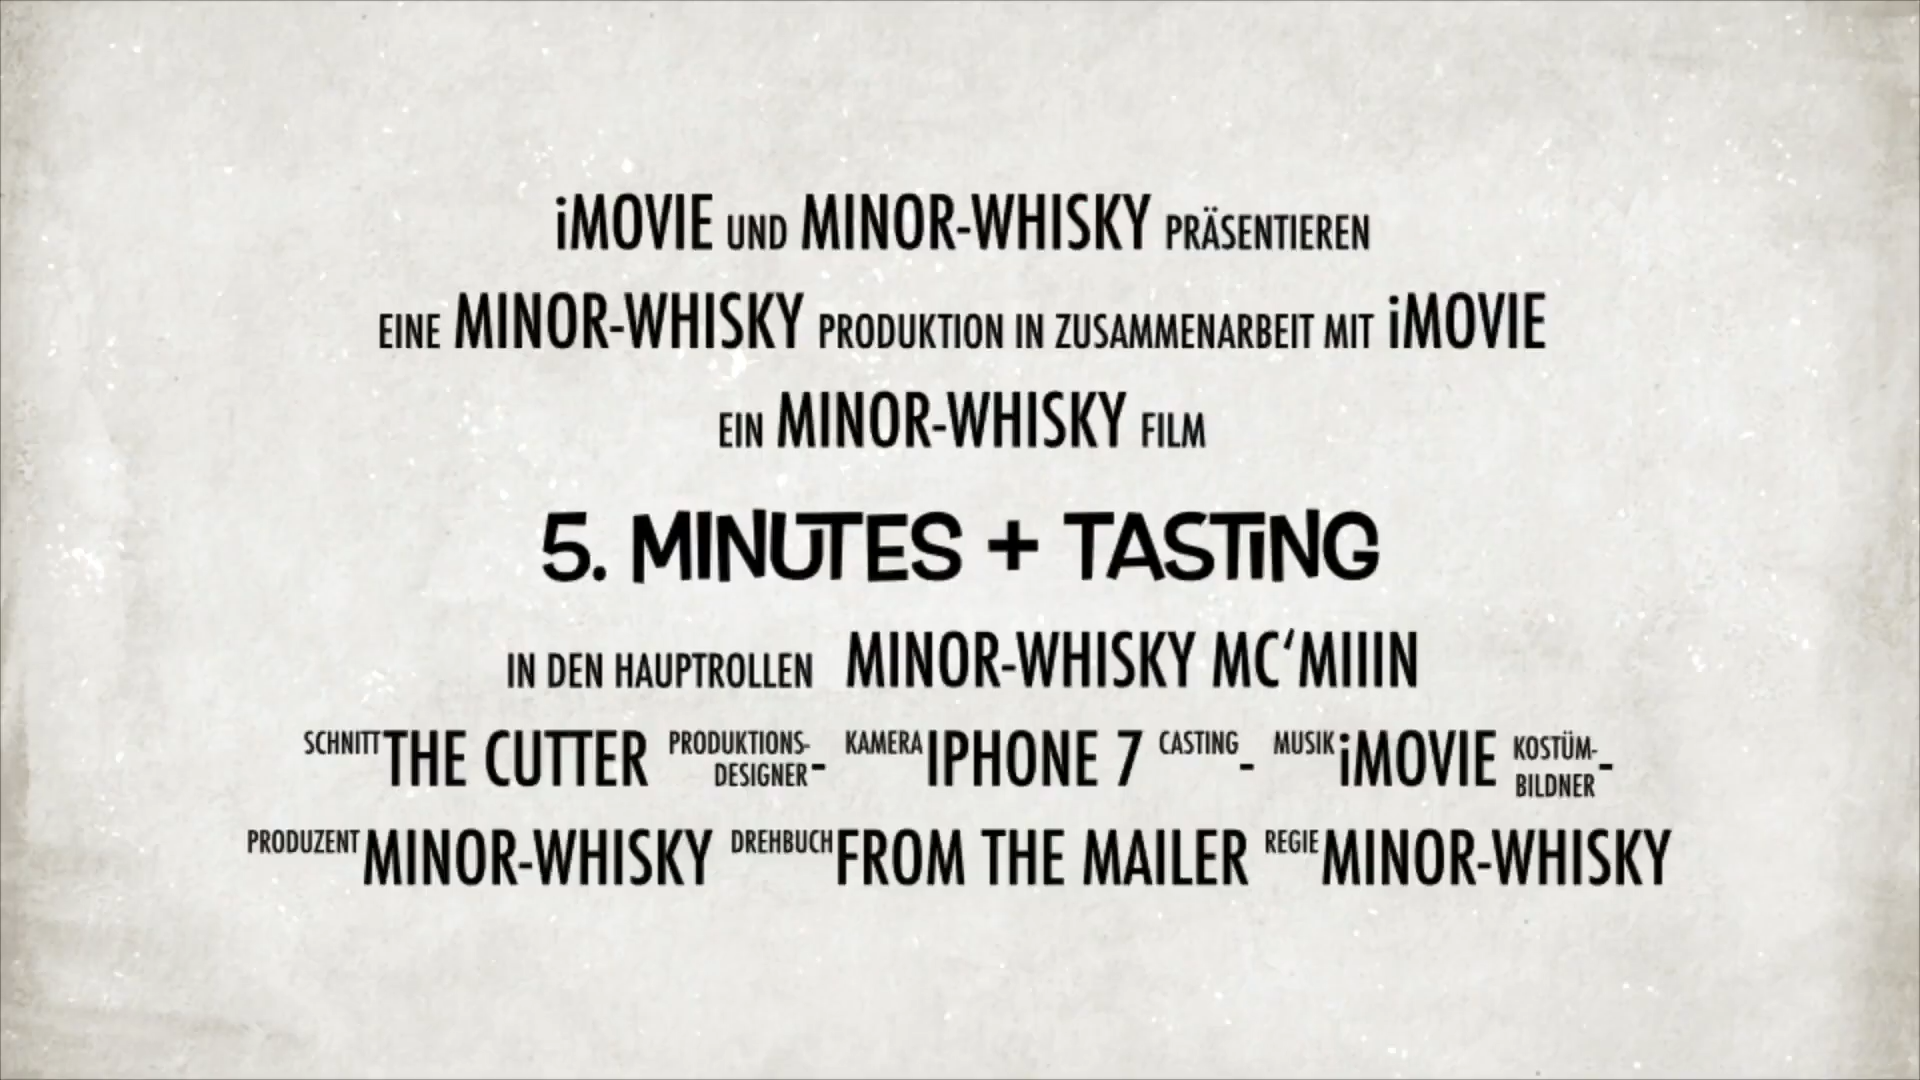 iMOVIE UND MINOR-WHISKY PRÄSENTIEREN
EINE MINOR-WHISKY PRODUKTION IN ZUSAMMENARBEIT MIT iMOVIE
EIN MINOR-WHISKY FILM
5. MINUTES + TASTiNG
IN DEN HAUPTROLLEN MINOR-WHISKY MC‘MIIIN
SCHNITT THE CUTTER PRODUKTIONS-DESIGNER - KAMERA IPHONE 7 CASTING - MUSIK iMOVIE KOSTÜM-BILDNER -
PRODUZENT MINOR-WHISKY DREHBUCH FROM THE MAILER REGIE MINOR-WHISKY